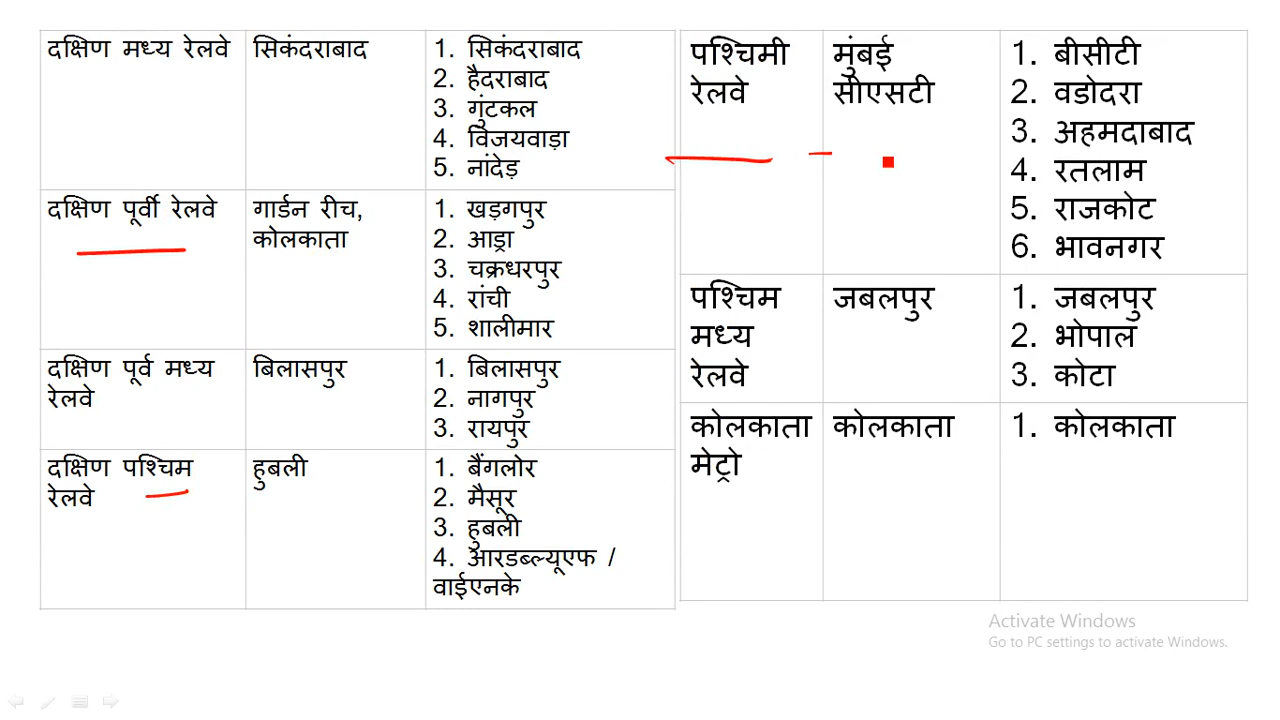 दक्षिण मध्य रेलवे
सिकंदराबाद
1. सिकंदराबाद
2. हैदराबाद
3. गुंटकल
4. विजयवाड़ा
5. नांदेड़
दक्षिण पूर्वी रेलवे
गार्डन रीच,
कोलकाता
1. खड़गपुर
2. आड्रा
3. चक्रधरपुर
4. रांची
5. शालीमार
दक्षिण पूर्व मध्य
रेलवे
बिलासपुर
1. बिलासपुर
2. नागपुर
3. रायपुर
दक्षिण पश्चिम
रेलवे
हुबली
1. बैंगलोर
2. मैसूर
3. हुबली
4. आरडब्ल्यूएफ /
वाईएनके
पश्चिमी
रेलवे
मुंबई
सीएसटी
1. बीसीटी
2. वडोदरा
3. अहमदाबाद
4. रतलाम
5. राजकोट
6. भावनगर
पश्चिम
मध्य
रेलवे
जबलपुर
1. जबलपुर
2. भोपाल
3. कोटा
कोलकाता
मेट्रो
कोलकाता
1. कोलकाता
Activate Windows
Go to PC settings to activate Windows.